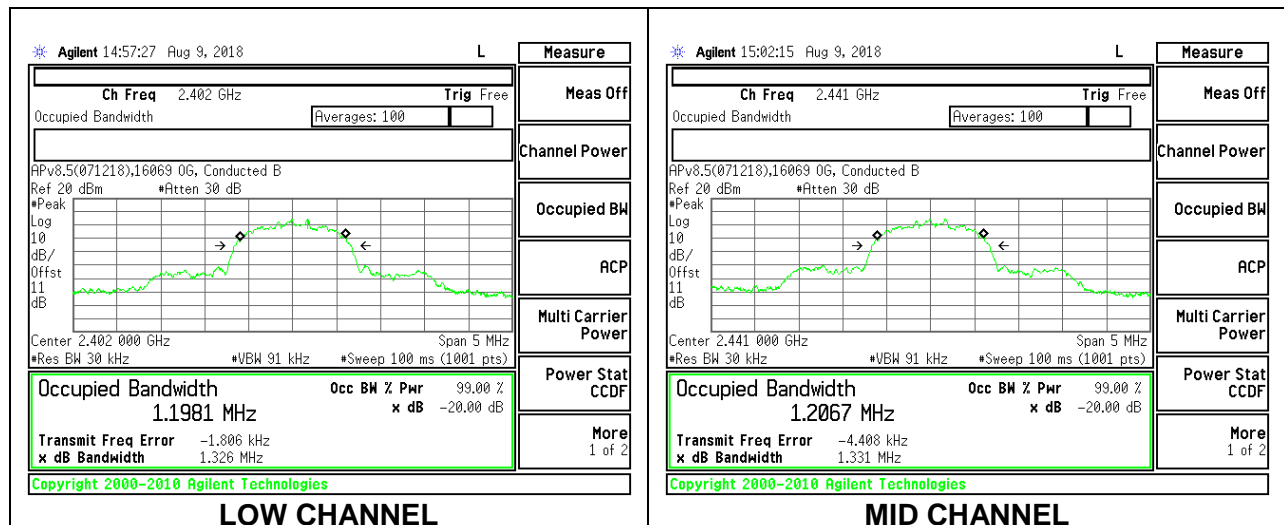 Agilent 14:57:27 Aug 9, 2018 L
Measure
Ch Freq 2.402 GHz Trig Free
Occupied Bandwidth Averages: 100
APv8.5(071218),16069 OG, Conducted B
Ref 20 dBm #Atten 30 dB
#Peak
Log
10
dB/
Offst
11
dB
Center 2.402 000 GHz Span 5 MHz
#Res BW 30 kHz #VBW 91 kHz #Sweep 100 ms (1001 pts)
Occupied Bandwidth Occ BW % Pwr 99.00 %
1.1981 MHz x dB -20.00 dB
Transmit Freq Error -1.806 kHz
x dB Bandwidth 1.326 MHz
Copyright 2000-2010 Agilent Technologies
Meas Off
Channel Power
Occupied BW
ACP
Multi Carrier
Power
Power Stat
CCDF
More
1 of 2
LOW CHANNEL
Agilent 15:02:15 Aug 9, 2018 L
Measure
Ch Freq 2.441 GHz Trig Free
Occupied Bandwidth Averages: 100
APv8.5(071218),16069 OG, Conducted B
Ref 20 dBm #Atten 30 dB
#Peak
Log
10
dB/
Offst
11
dB
Center 2.441 000 GHz Span 5 MHz
#Res BW 30 kHz #VBW 91 kHz #Sweep 100 ms (1001 pts)
Occupied Bandwidth Occ BW % Pwr 99.00 %
1.2067 MHz x dB -20.00 dB
Transmit Freq Error -4.408 kHz
x dB Bandwidth 1.331 MHz
Copyright 2000-2010 Agilent Technologies
Meas Off
Channel Power
Occupied BW
ACP
Multi Carrier
Power
Power Stat
CCDF
More
1 of 2
MID CHANNEL